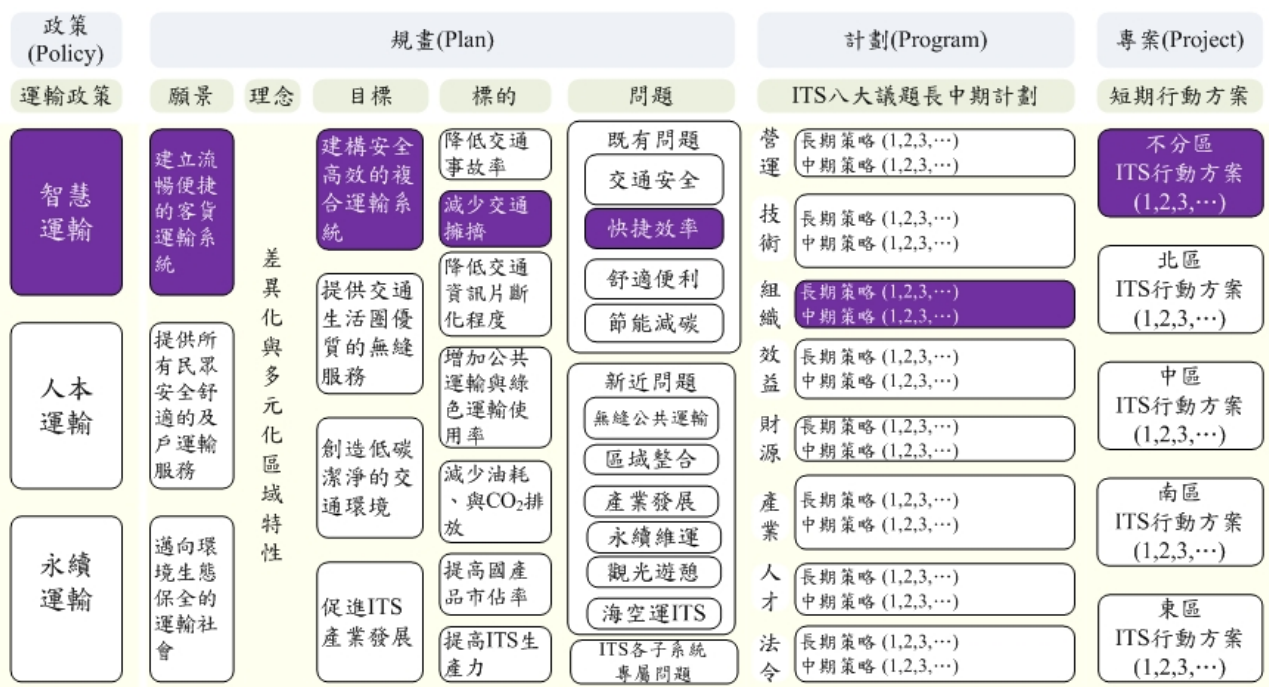 政策
(Policy)
規畫(Plan)
計劃(Program)
專案(Project)
運輸政策
願景
理念
目標
標的
問題
ITS八大議題長中期計劃
短期行動方案
智慧
運輸
人本
運輸
永續
運輸
建立流
暢便捷
的客貨
運輸系
統
提供所
有民眾
安全舒
適的及
戶運輸
服務
邁向環
境生態
保全的
運輸社
會
差異化與多元化區域特性
建構安全
高效的複
合運輸系
統
提供交通
生活圈優
質的無縫
服務
創造低碳
潔淨的交
通環境
促進ITS
產業發展
降低交通
事故率
減少交通
擁擠
降低交通
資訊片斷
化程度
增加公共
運輸與綠
色運輸使
用率
減少油耗
、與CO₂排
放
提高國產
品市佔率
提高ITS生
產力
既有問題
交通安全
快捷效率
舒適便利
節能減碳
新近問題
無縫公共運輸
區域整合
產業發展
永續維運
觀光遊憩
海空運ITS
ITS各子系統
專屬問題
營運
長期策略 (1,2,3,…)
中期策略 (1,2,3,…)
技術
長期策略 (1,2,3,…)
中期策略 (1,2,3,…)
組織
長期策略 (1,2,3,…)
中期策略 (1,2,3,…)
效益
長期策略 (1,2,3,…)
中期策略 (1,2,3,…)
財源
長期策略 (1,2,3,…)
中期策略 (1,2,3,…)
產業
長期策略 (1,2,3,…)
中期策略 (1,2,3,…)
人才
長期策略 (1,2,3,…)
中期策略 (1,2,3,…)
法令
長期策略 (1,2,3,…)
中期策略 (1,2,3,…)
不分區
ITS行動方案
(1,2,3,…)
北區
ITS行動方案
(1,2,3,…)
中區
ITS行動方案
(1,2,3,…)
南區
ITS行動方案
(1,2,3,…)
東區
ITS行動方案
(1,2,3,…)